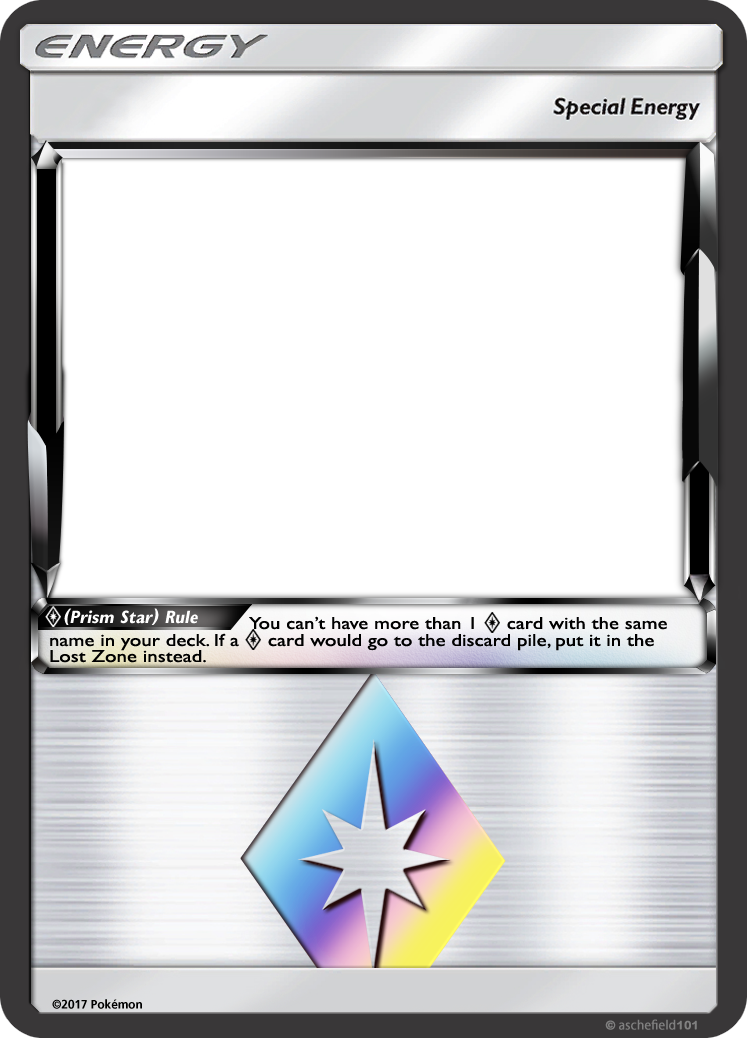 ENERGY
Special Energy
(Prism Star) Rule
You can't have more than 1 card with the same
name in your deck. If a card would go to the discard pile, put it in the
Lost Zone instead.
©2017 Pokémon
© aschefield101